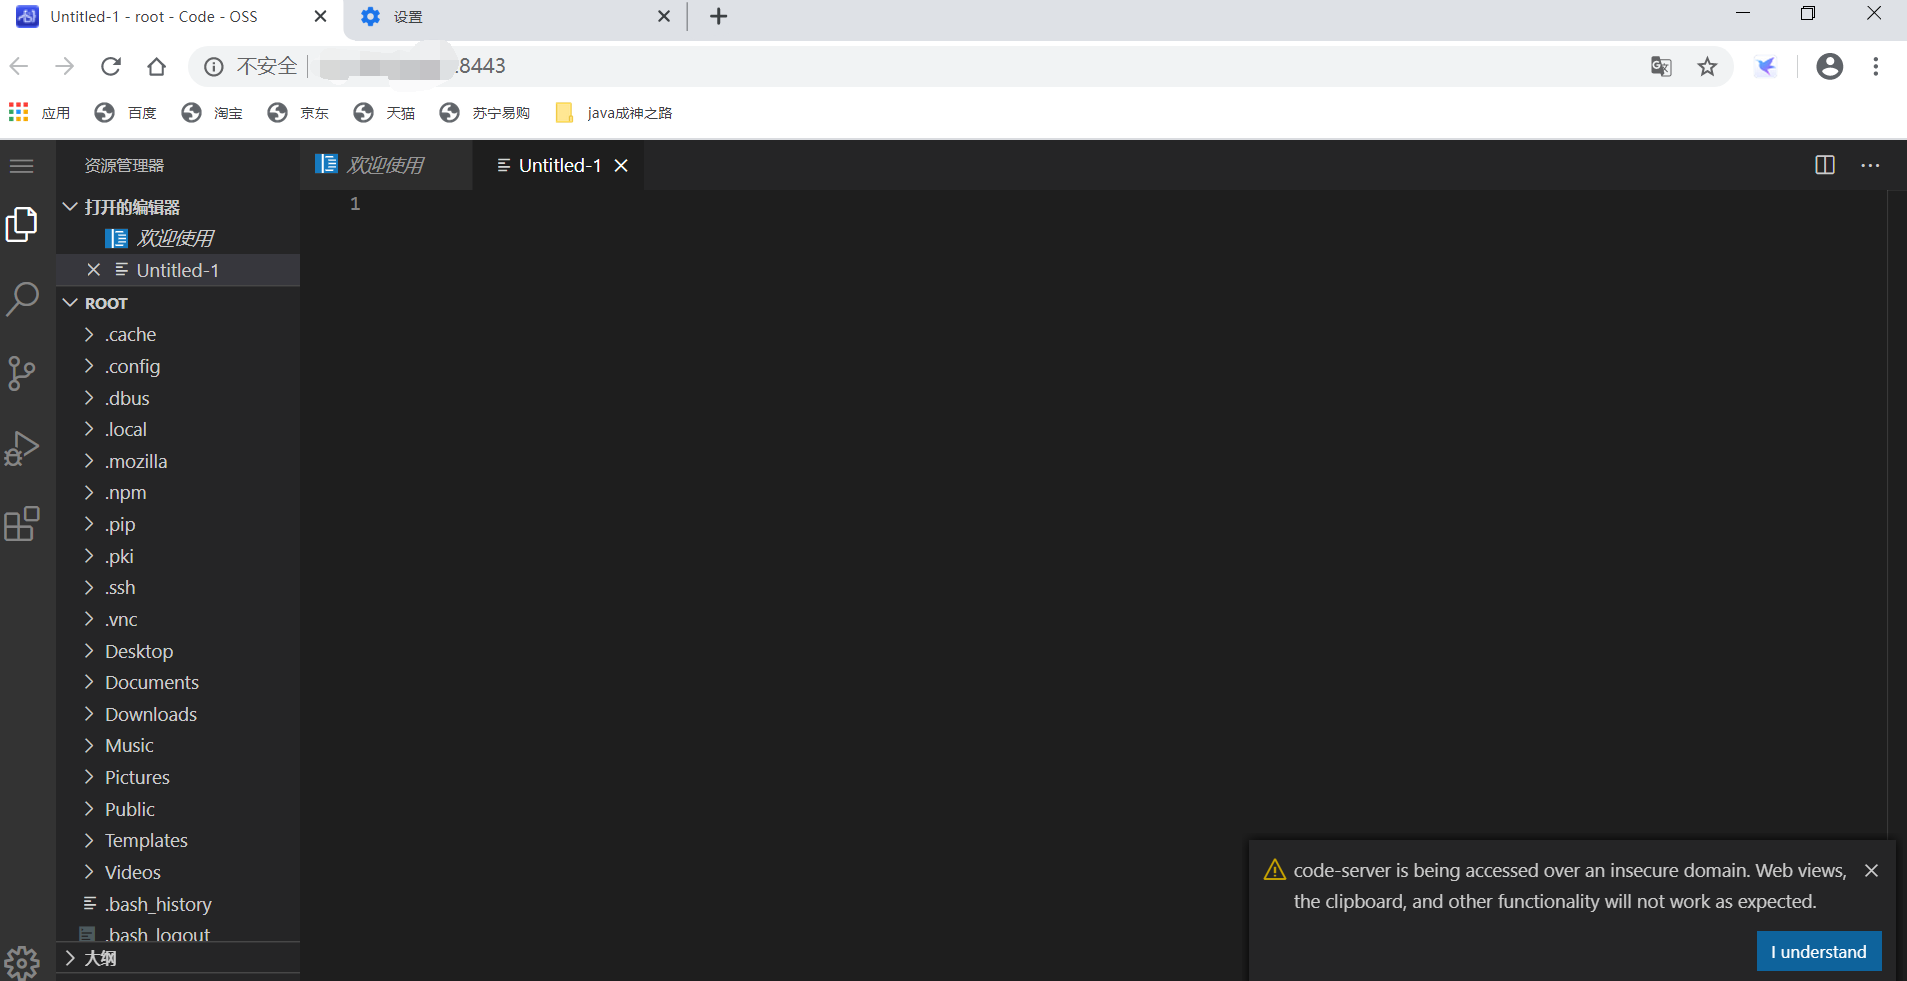 Untitled-1 - root - Code - OSS
设置
不安全
:8443
应用
百度
淘宝
京东
天猫
苏宁易购
java成神之路
资源管理器
欢迎使用
Untitled-1
打开的编辑器
欢迎使用
Untitled-1
1
ROOT
.cache
.config
.dbus
.local
.mozilla
.npm
.pip
.pki
.ssh
.vnc
Desktop
Documents
Downloads
Music
Pictures
Public
Templates
Videos
.bash_history
.bash_logout
大纲
code-server is being accessed over an insecure domain. Web views,
the clipboard, and other functionality will not work as expected.
I understand